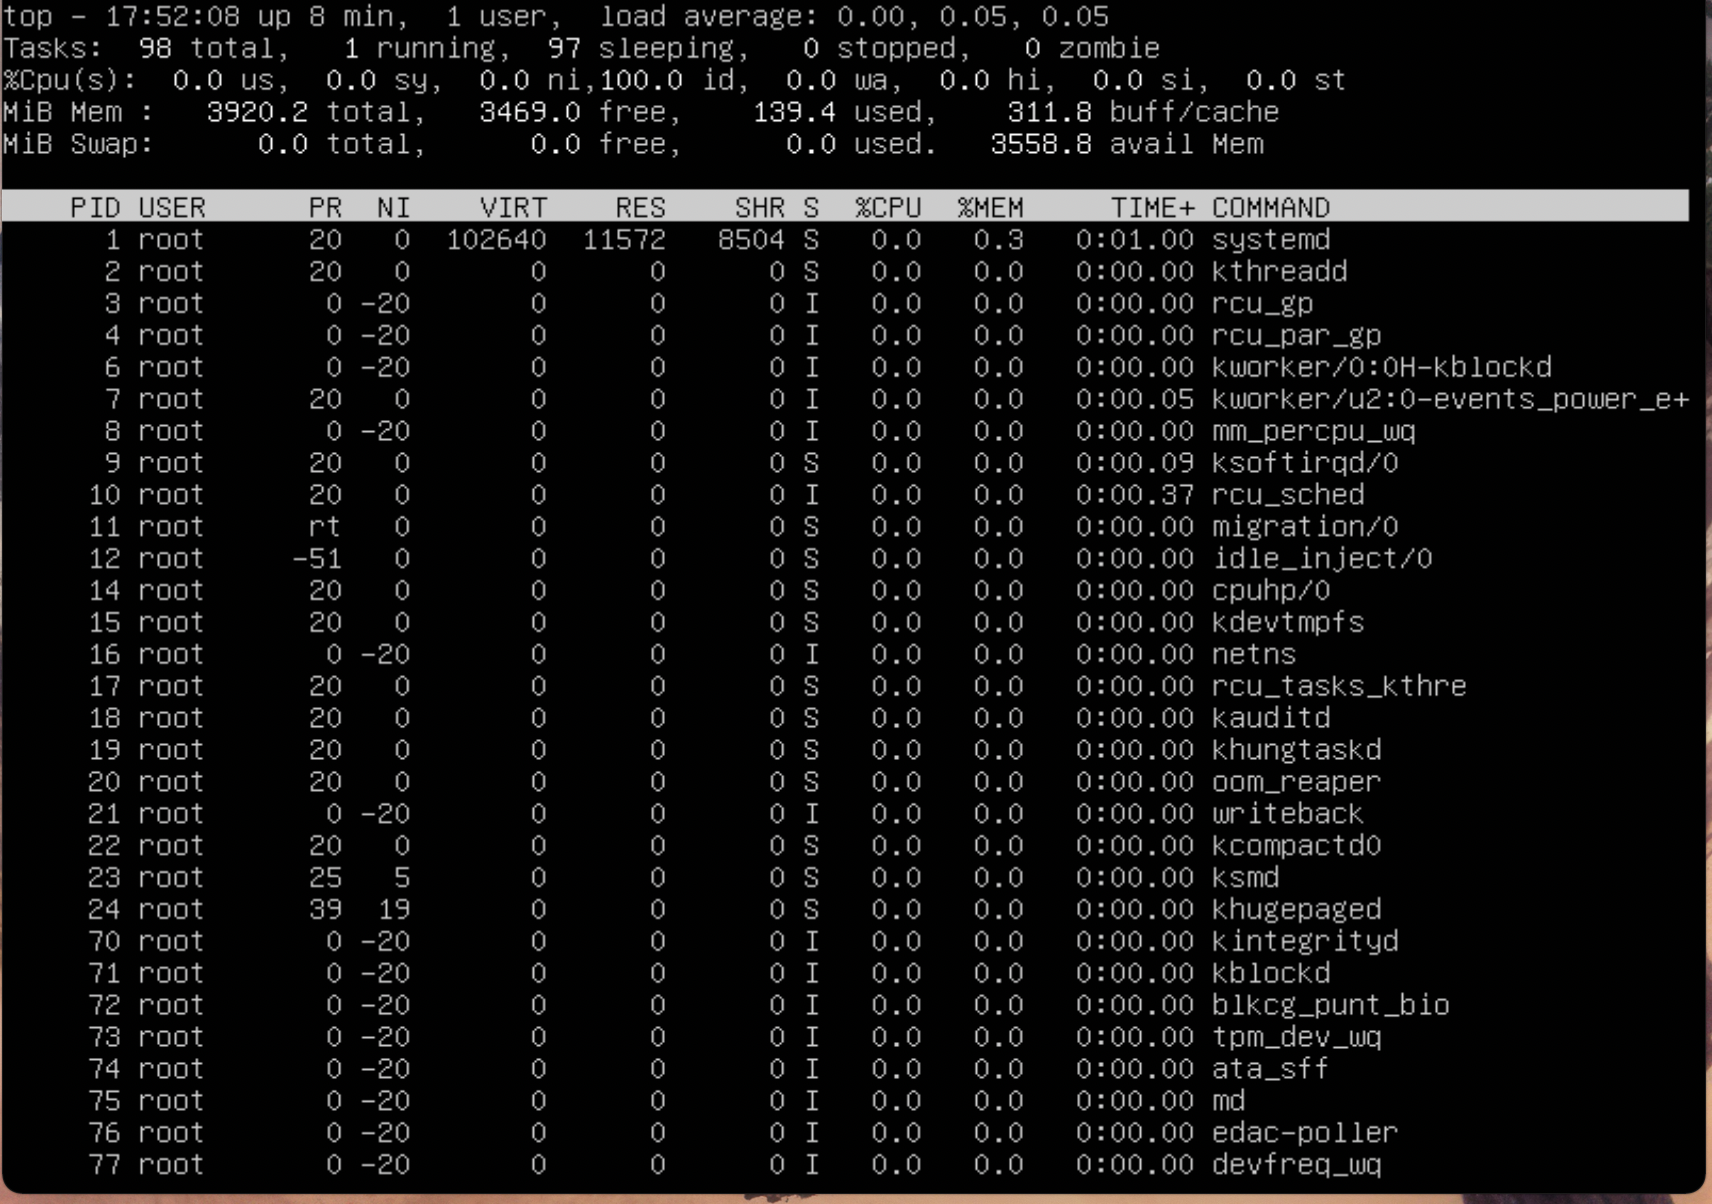 top - 17:52:08 up 8 min,  1 user,  load average: 0.00, 0.05, 0.05
Tasks:  98 total,   1 running,  97 sleeping,   0 stopped,   0 zombie
%Cpu(s):  0.0 us,  0.0 sy,  0.0 ni,100.0 id,  0.0 wa,  0.0 hi,  0.0 si,  0.0 st
MiB Mem :   3920.2 total,   3469.0 free,    139.4 used,    311.8 buff/cache
MiB Swap:      0.0 total,      0.0 free,      0.0 used.   3558.8 avail Mem
PID USER      PR  NI    VIRT    RES    SHR S  %CPU  %MEM     TIME+ COMMAND
1 root      20   0  102640  11572   8504 S   0.0   0.3   0:01.00 systemd
2 root      20   0       0      0      0 S   0.0   0.0   0:00.00 kthreadd
3 root       0 -20       0      0      0 I   0.0   0.0   0:00.00 rcu_gp
4 root       0 -20       0      0      0 I   0.0   0.0   0:00.00 rcu_par_gp
6 root       0 -20       0      0      0 I   0.0   0.0   0:00.00 kworker/0:0H-kblockd
7 root      20   0       0      0      0 I   0.0   0.0   0:00.05 kworker/u2:0-events_power_e+
8 root       0 -20       0      0      0 I   0.0   0.0   0:00.00 mm_percpu_wq
9 root      20   0       0      0      0 S   0.0   0.0   0:00.09 ksoftirqd/0
10 root      20   0       0      0      0 I   0.0   0.0   0:00.37 rcu_sched
11 root      rt   0       0      0      0 S   0.0   0.0   0:00.00 migration/0
12 root     -51   0       0      0      0 S   0.0   0.0   0:00.00 idle_inject/0
14 root      20   0       0      0      0 S   0.0   0.0   0:00.00 cpuhp/0
15 root      20   0       0      0      0 S   0.0   0.0   0:00.00 kdevtmpfs
16 root       0 -20       0      0      0 I   0.0   0.0   0:00.00 netns
17 root      20   0       0      0      0 S   0.0   0.0   0:00.00 rcu_tasks_kthre
18 root      20   0       0      0      0 S   0.0   0.0   0:00.00 kauditd
19 root      20   0       0      0      0 S   0.0   0.0   0:00.00 khungtaskd
20 root      20   0       0      0      0 S   0.0   0.0   0:00.00 oom_reaper
21 root       0 -20       0      0      0 I   0.0   0.0   0:00.00 writeback
22 root      20   0       0      0      0 S   0.0   0.0   0:00.00 kcompactd0
23 root      25   5       0      0      0 S   0.0   0.0   0:00.00 ksmd
24 root      39  19       0      0      0 S   0.0   0.0   0:00.00 khugepaged
70 root       0 -20       0      0      0 I   0.0   0.0   0:00.00 kintegrityd
71 root       0 -20       0      0      0 I   0.0   0.0   0:00.00 kblockd
72 root       0 -20       0      0      0 I   0.0   0.0   0:00.00 blkcg_punt_bio
73 root       0 -20       0      0      0 I   0.0   0.0   0:00.00 tpm_dev_wq
74 root       0 -20       0      0      0 I   0.0   0.0   0:00.00 ata_sff
75 root       0 -20       0      0      0 I   0.0   0.0   0:00.00 md
76 root       0 -20       0      0      0 I   0.0   0.0   0:00.00 edac-poller
77 root       0 -20       0      0      0 I   0.0   0.0   0:00.00 devfreq_wq